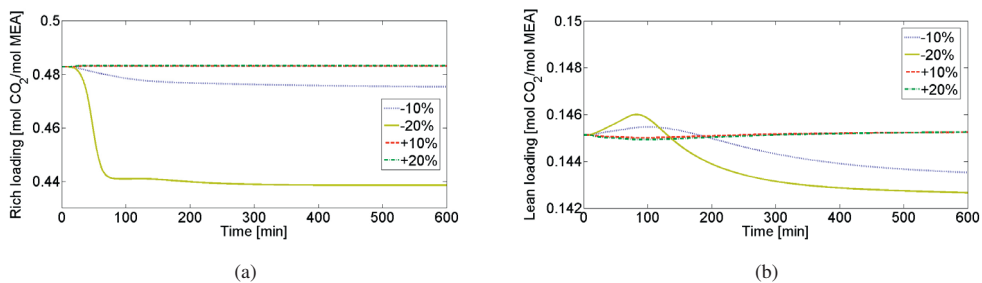 Rich loading [mol CO2/mol MEA]
0.5
0.48
0.46
0.44
0 100 200 300 400 500 600
Time [min]
-10%
-20%
+10%
+20%
(a)
Lean loading [mol CO2/mol MEA]
0.15
0.148
0.146
0.144
0.142
0 100 200 300 400 500 600
Time [min]
-10%
-20%
+10%
+20%
(b)